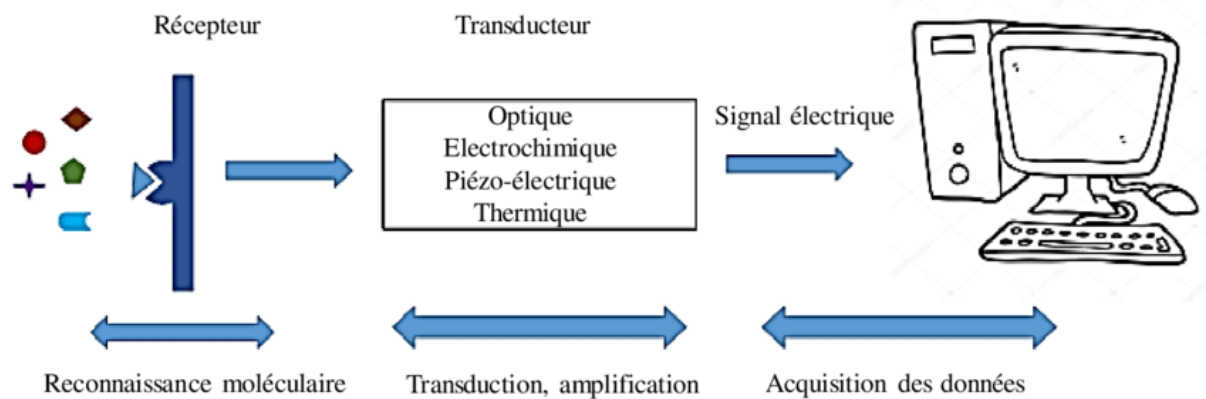 Récepteur
Transducteur
Optique
Electrochimique
Piézo-électrique
Thermique
Signal électrique
Reconnaissance moléculaire
Transduction, amplification
Acquisition des données